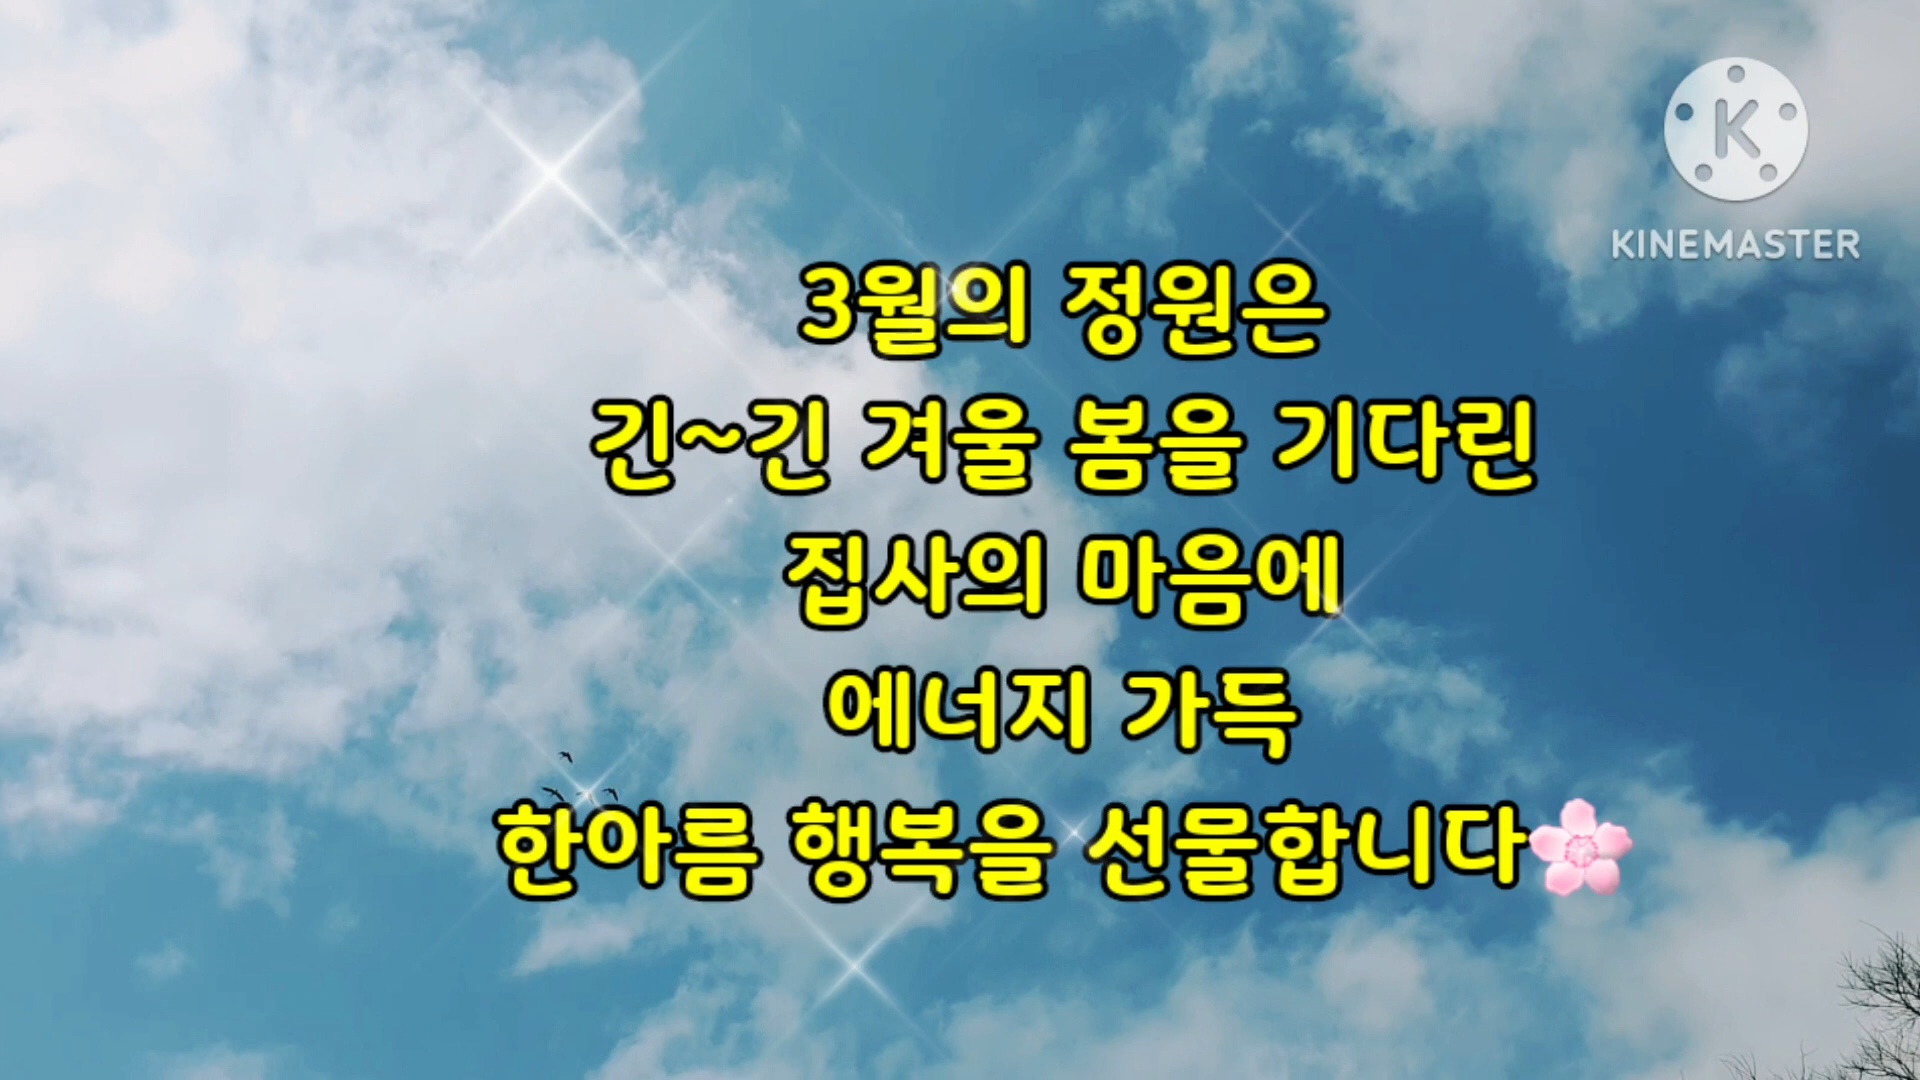 K
KINEMASTER
3월의 정원은
긴~긴 겨울 봄을 기다린
집사의 마음에
에너지 가득
한아름 행복을 선물합니다🌸